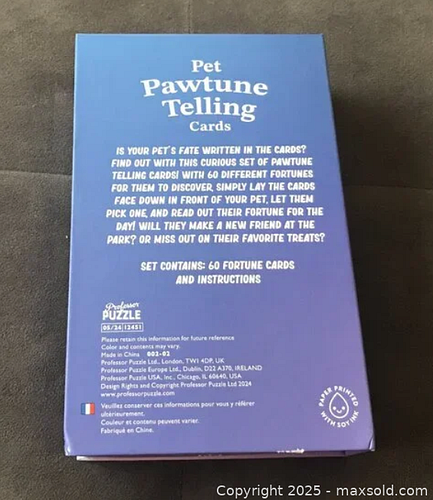 Pet
Pawtune
Telling
Cards
IS YOUR PET'S FATE WRITTEN IN THE CARDS?
FIND OUT WITH THIS CURIOUS SET OF PAWTUNE
TELLING CARDS! WITH 60 DIFFERENT FORTUNES
FOR THEM TO DISCOVER, SIMPLY LAY THE CARDS
FACE DOWN IN FRONT OF YOUR PET, LET THEM
PICK ONE, AND READ OUT THEIR FORTUNE FOR THE
DAY! WILL THEY MAKE A NEW FRIEND AT THE
PARK? OR MISS OUT ON THEIR FAVORITE TREATS?
SET CONTAINS: 60 FORTUNE CARDS
AND INSTRUCTIONS
Professor
PUZZLE
05/24 12451
Please retain this information for future reference
Color and contents may vary.
Made in China 002-02
Professor Puzzle Ltd., London, TW1 4DP, UK
Professor Puzzle Europe Ltd., Dublin, D22 A370, IRELAND
Professor Puzzle USA, Inc., Chicago, IL 60640, USA.
Design Rights and Copyright Professor Puzzle Ltd 2024
www.professorpuzzle.com
Veuillez conserver ces informations pour vous y référer
ultérieurement.
Couleur et contenu peuvent varier.
Fabriqué en Chine.
PAPER PRINTED
WITH SOY INK
Copyright © 2025 - maxsold.com